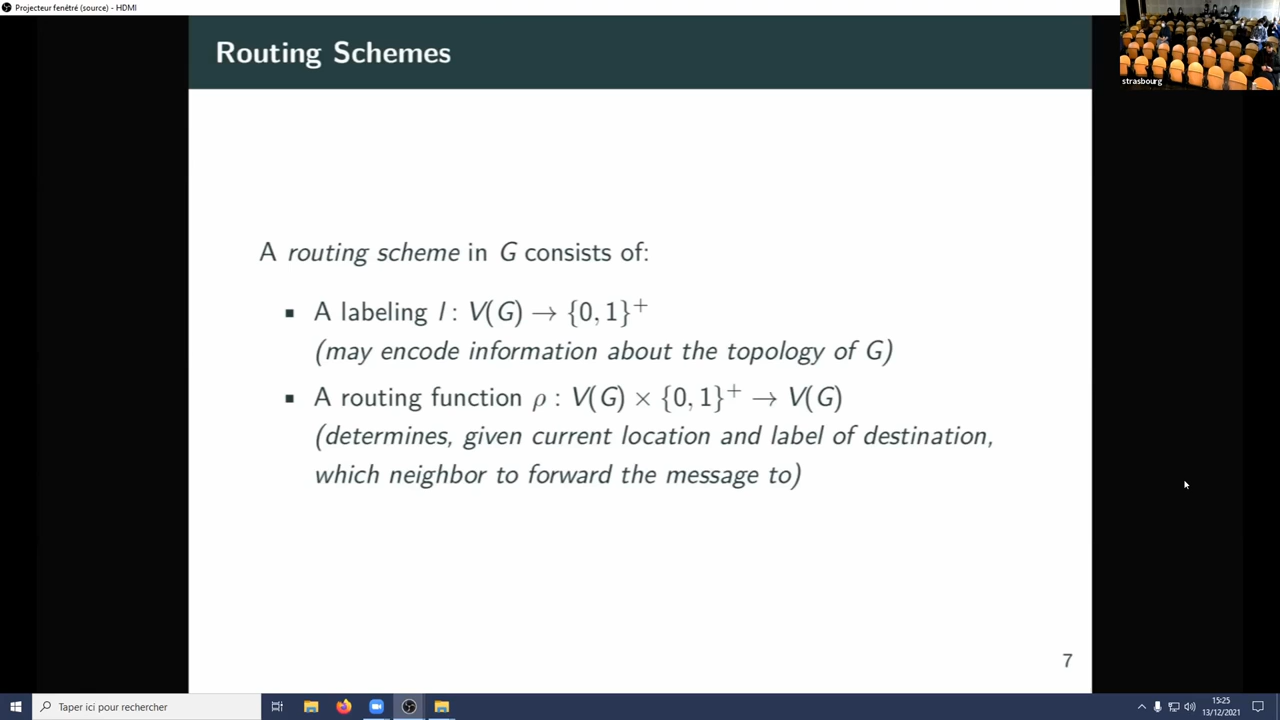 Projecteur fenêtré (source) - HDMI
Routing Schemes
strasbourg
A routing scheme in G consists of:
▪ A labeling l : V(G) → {0, 1}⁺
(may encode information about the topology of G)
▪ A routing function ρ : V(G) × {0, 1}⁺ → V(G)
(determines, given current location and label of destination,
which neighbor to forward the message to)
7
Taper ici pour rechercher
15:25
13/12/2021